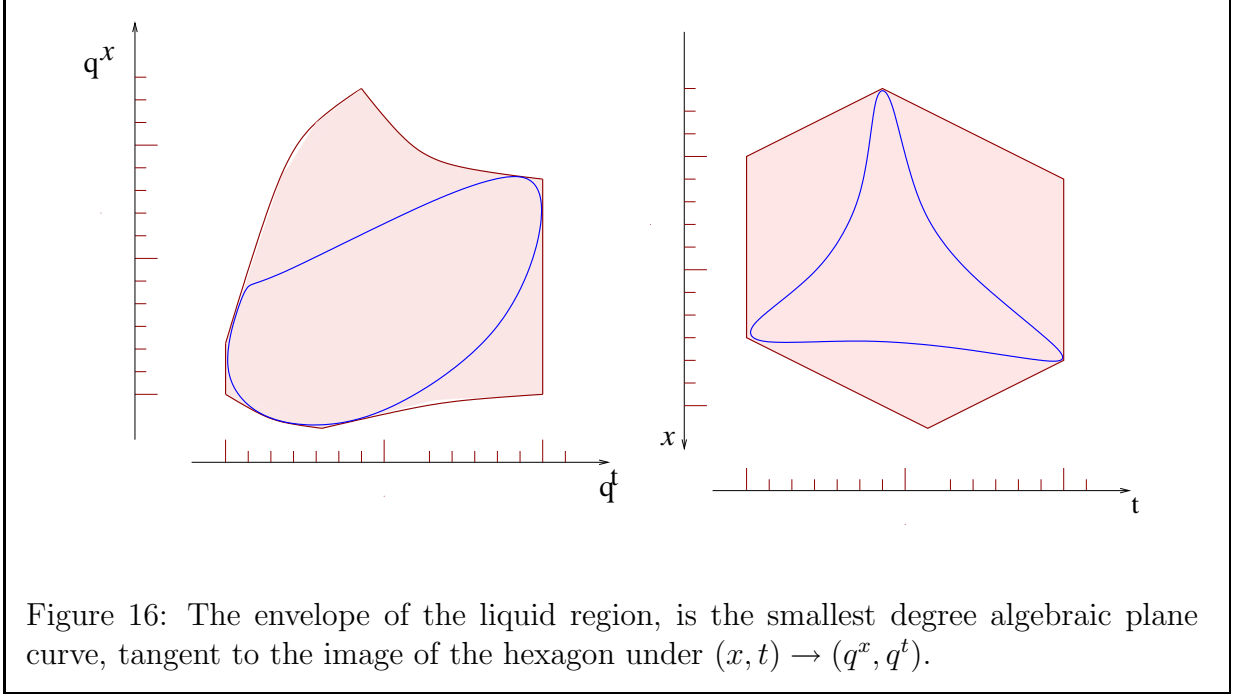 q^x
q^t
x
t
Figure 16: The envelope of the liquid region, is the smallest degree algebraic plane
curve, tangent to the image of the hexagon under (x, t) → (q^x, q^t).